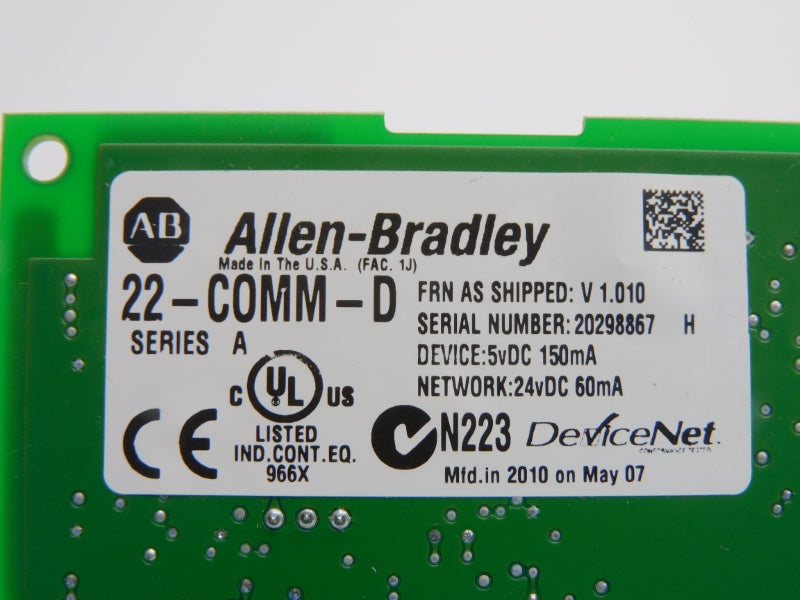 AB Allen-Bradley
Made In The U.S.A. (FAC. 1J)
22-COMM-D
SERIES A
FRN AS SHIPPED: V 1.010
SERIAL NUMBER: 20298867 H
DEVICE:5vDC 150mA
NETWORK:24vDC 60mA
C UL US
LISTED
IND.CONT.EQ.
966X
CE
N223
DeviceNet.
CONFORMANCE TESTED
Mfd.in 2010 on May 07